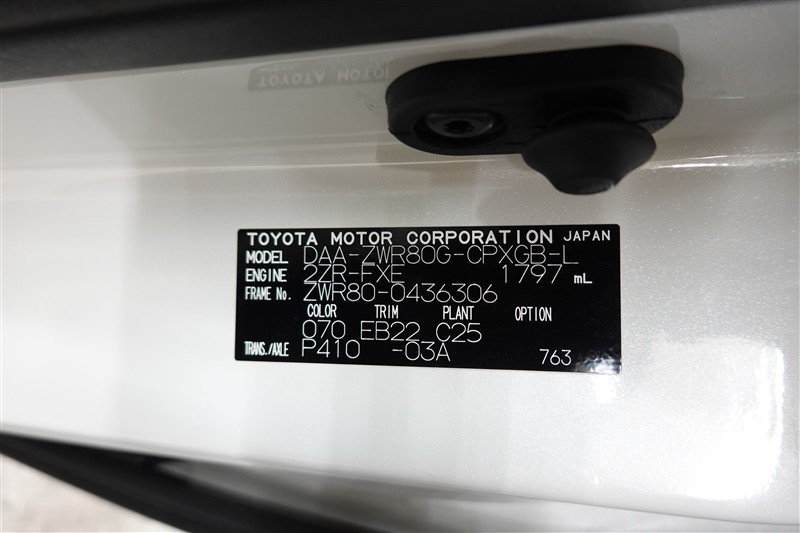 TOYOTA MOTOR CORPORATION JAPAN
MODEL DAA-ZWR80G-CPXGB-L
ENGINE 2ZR-FXE 1797 mL
FRAME No. ZWR80-0436306
COLOR TRIM PLANT OPTION
070 EB22 C25
TRANS./AXLE P410 -03A 763